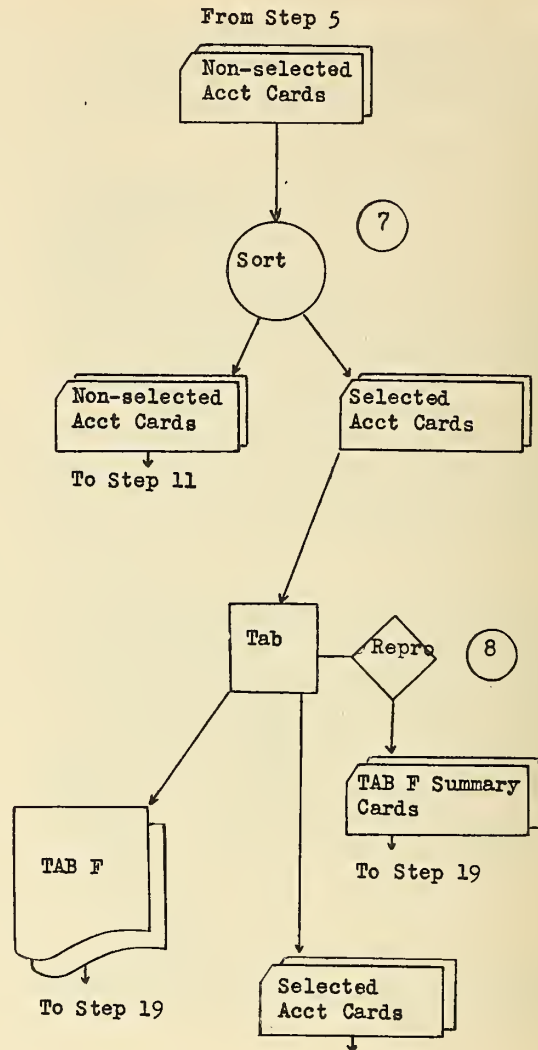 From Step 5
Non-selected
Acct Cards
7
Sort
Non-selected
Acct Cards
To Step 11
Selected
Acct Cards
Tab
Repro
8
TAB F Summary
Cards
To Step 19
TAB F
To Step 19
Selected
Acct Cards